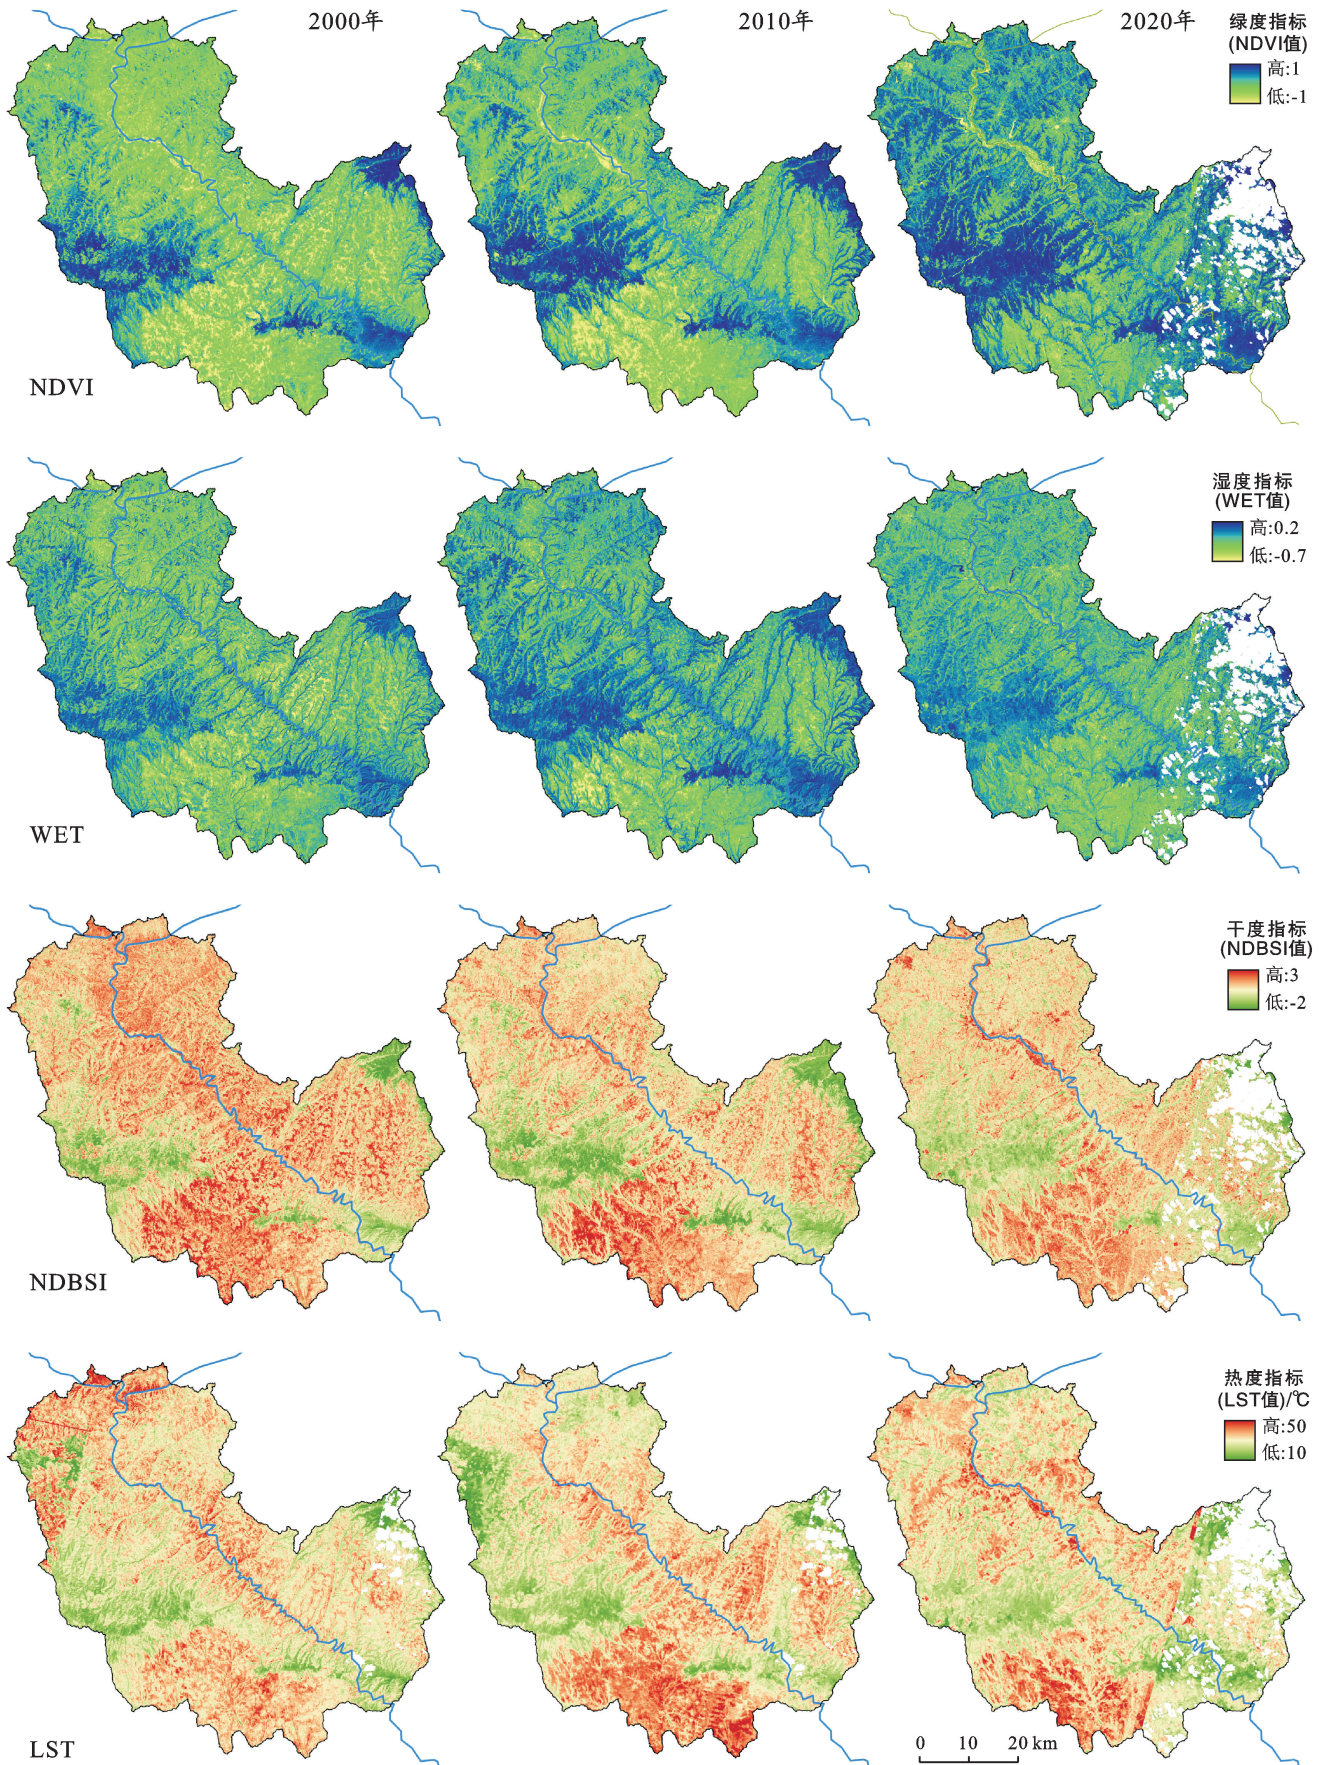 2000年
2010年
2020年
绿度指标
(NDVI值)
高:1
低:-1
NDVI
湿度指标
(WET值)
高:0.2
低:-0.7
WET
干度指标
(NDBSI值)
高:3
低:-2
NDBSI
热度指标
(LST值)/℃
高:50
低:10
LST
0 10 20 km